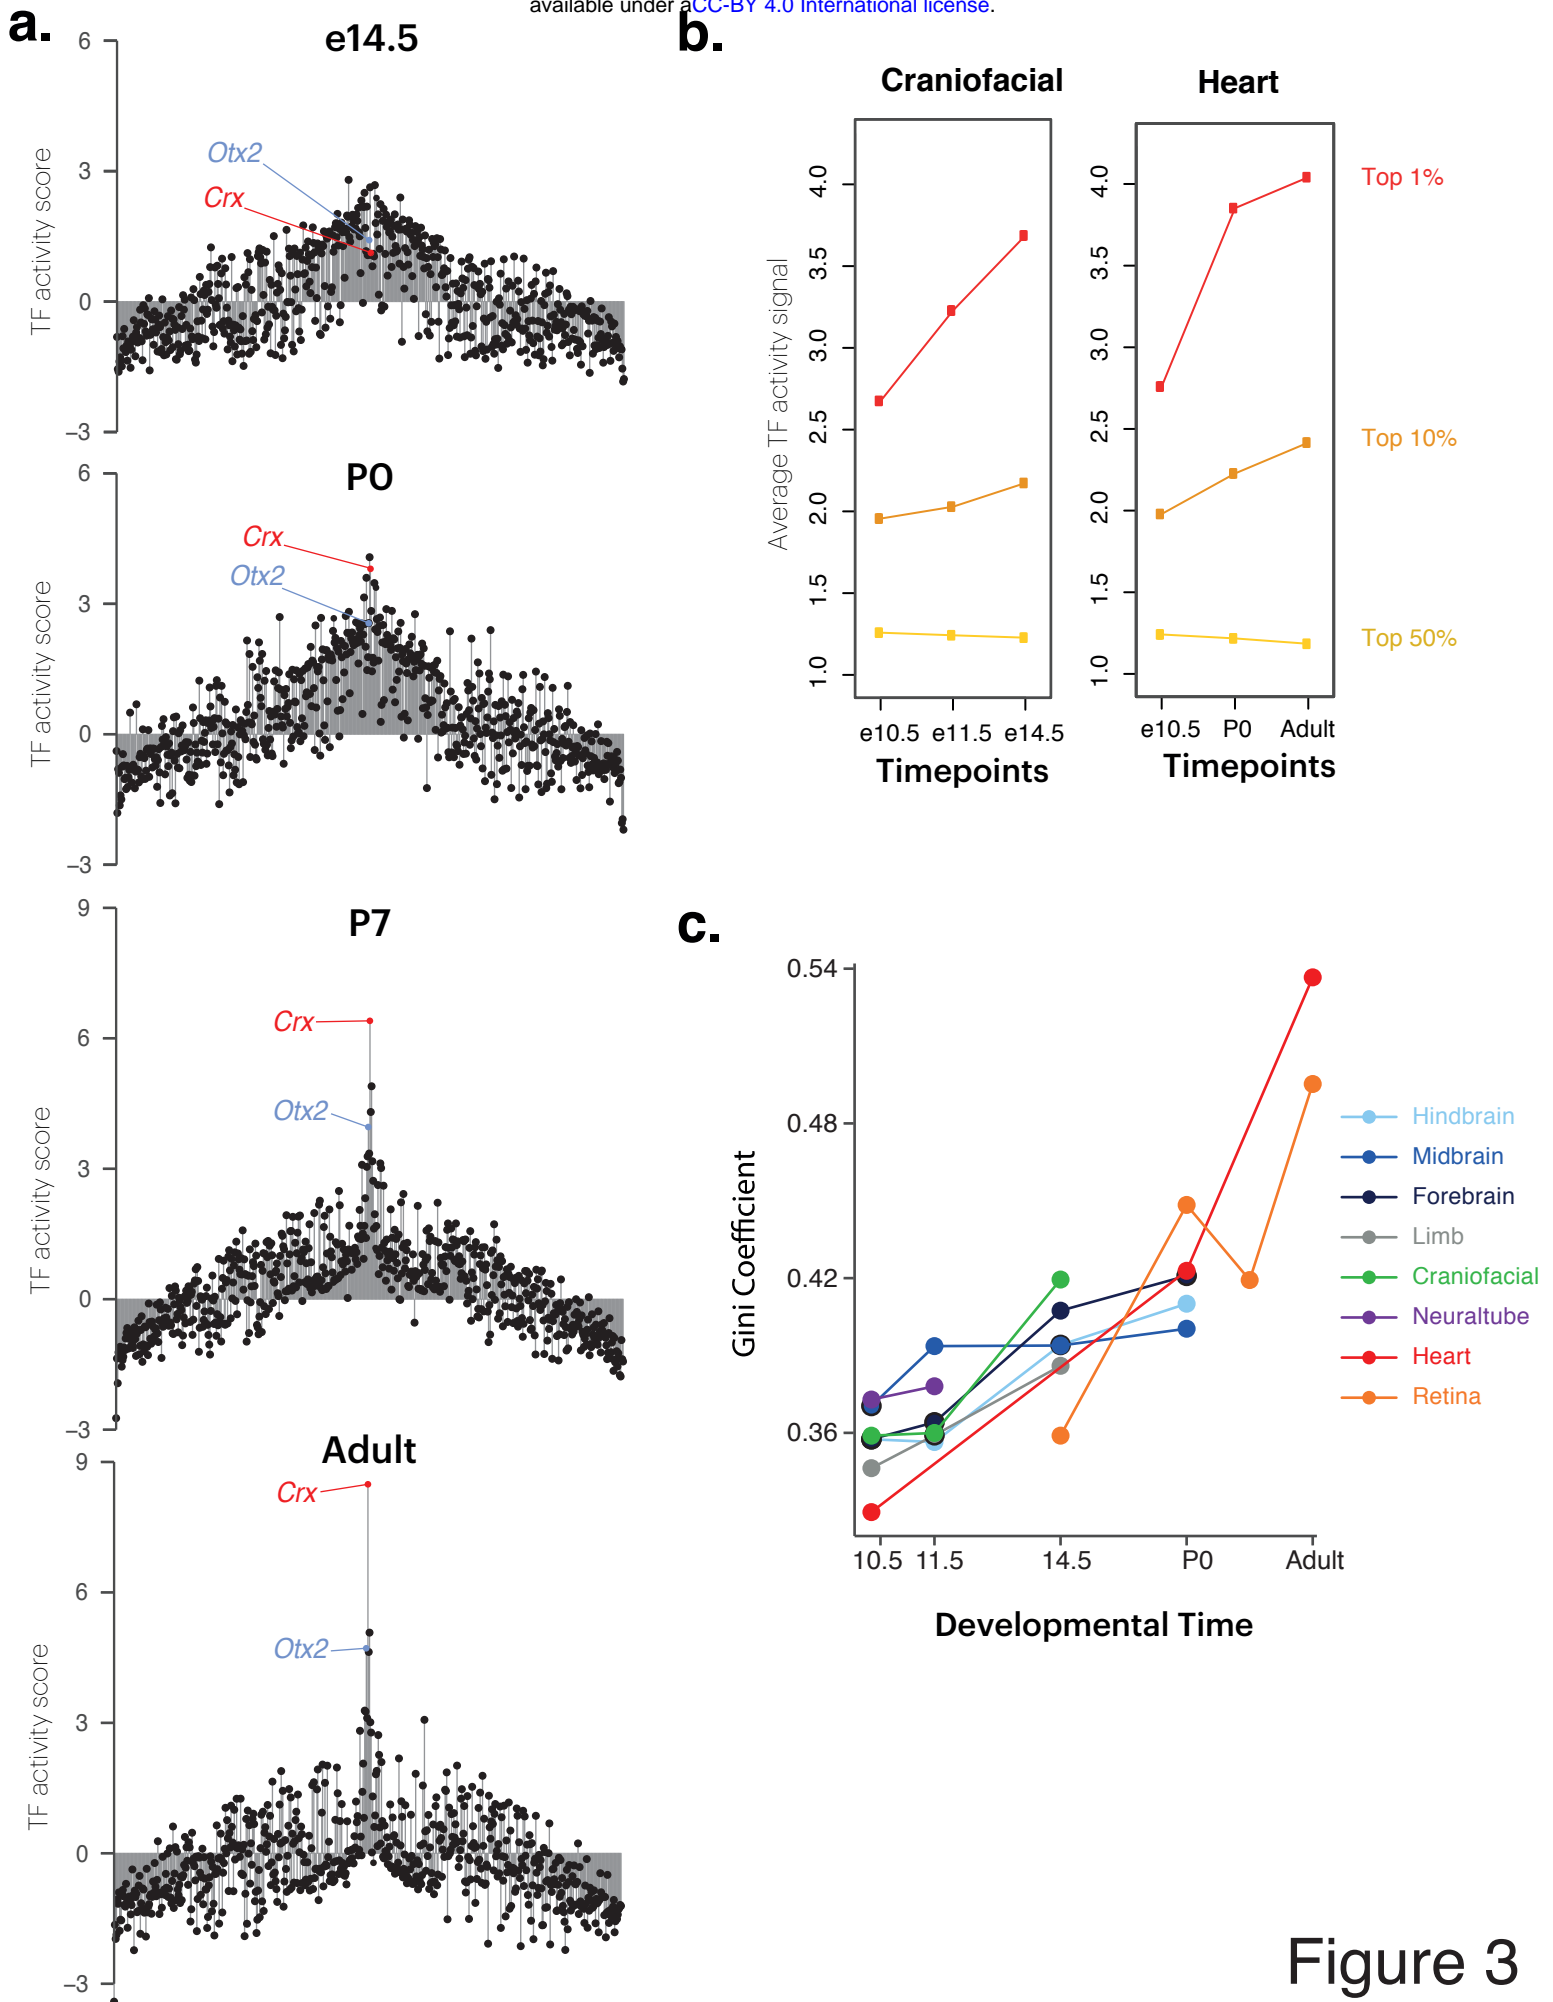 available under aCC-BY 4.0 International license.
a.
e14.5
6
3
0
−3
TF activity score
Otx2
Crx
P0
6
3
0
−3
TF activity score
Crx
Otx2
P7
9
6
3
0
−3
TF activity score
Crx
Otx2
Adult
9
6
3
0
−3
TF activity score
Crx
Otx2
b.
Craniofacial
Heart
Average TF activity signal
4.0
3.5
3.0
2.5
2.0
1.5
1.0
e10.5 e11.5 e14.5
Timepoints
4.0
3.5
3.0
2.5
2.0
1.5
1.0
e10.5 P0 Adult
Timepoints
Top 1%
Top 10%
Top 50%
c.
Gini Coefficient
0.54
0.48
0.42
0.36
10.5 11.5 14.5 P0 Adult
Developmental Time
Hindbrain
Midbrain
Forebrain
Limb
Craniofacial
Neuraltube
Heart
Retina
Figure 3